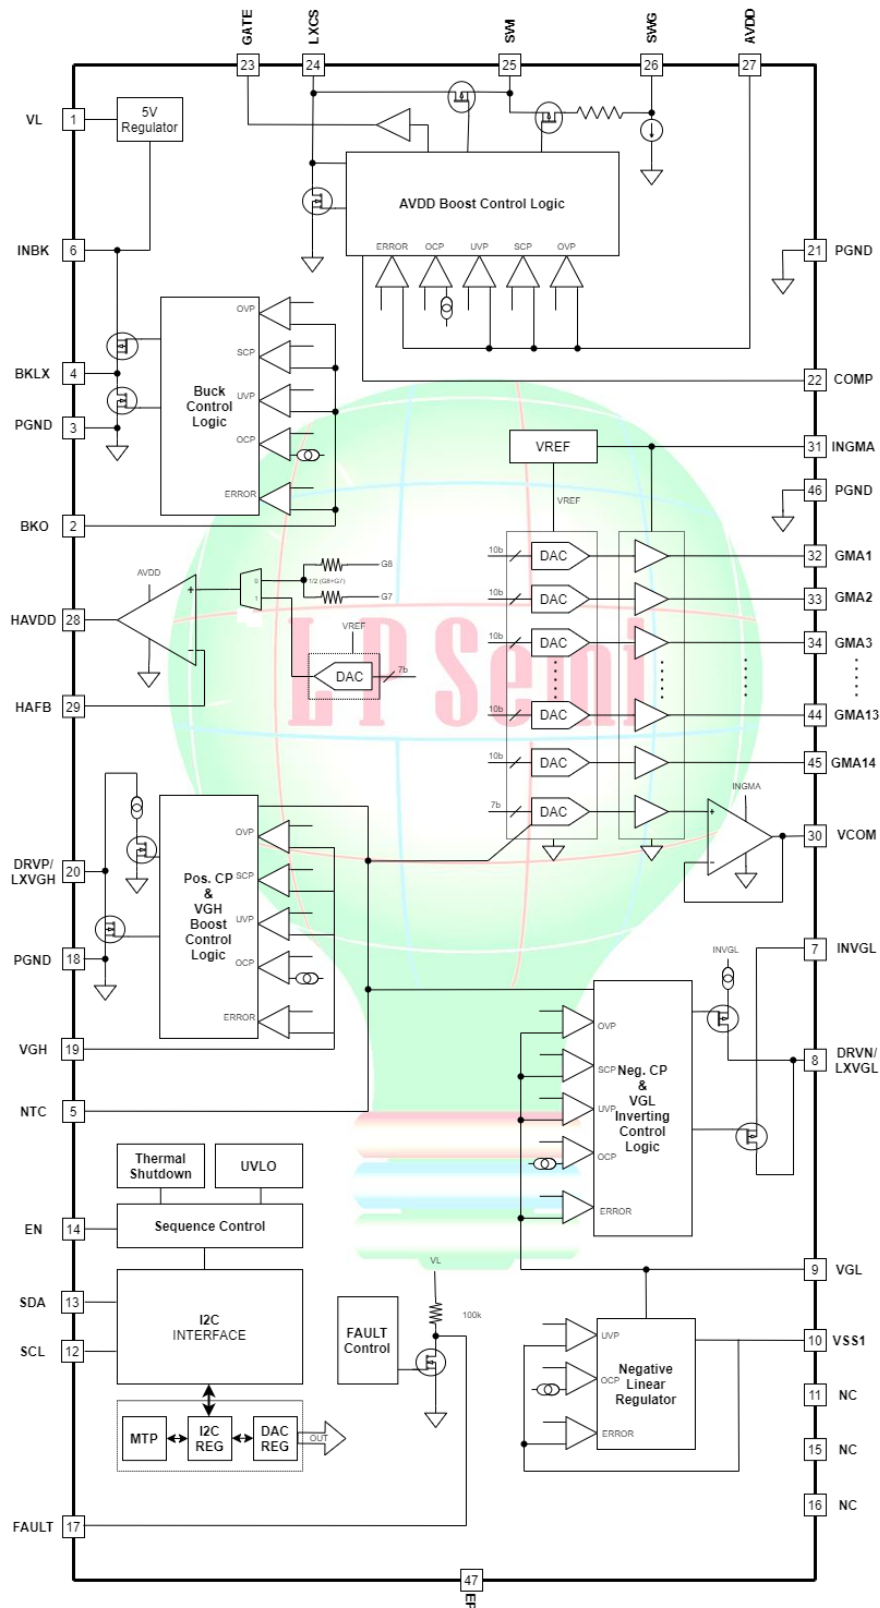 GATE
LXCS
SWI
SWG
AVDD
23
24
25
26
27
VL
1
5V
Regulator
AVDD Boost Control Logic
ERROR
OCP
UVP
SCP
OVP
INBK
6
21
PGND
OVP
SCP
UVP
OCP
ERROR
Buck
Control
Logic
BKLX
4
PGND
3
BKO
2
22
COMP
VREF
31
INGMA
VREF
46
PGND
10b
DAC
32
GMA1
10b
DAC
33
GMA2
10b
DAC
34
GMA3
10b
DAC
44
GMA13
10b
DAC
45
GMA14
7b
DAC
INGMA
+
-
30
VCOM
AVDD
+
-
0
1
1/2 (G8+G7)
G8
G7
VREF
DAC
7b
HAVDD
28
HAFB
29
LP Semi
DRVP/
LXVGH
20
OVP
SCP
UVP
OCP
ERROR
Pos. CP
&
VGH
Boost
Control
Logic
PGND
18
VGH
19
NTC
5
7
INVGL
INVGL
OVP
SCP
UVP
OCP
ERROR
Neg. CP
&
VGL
Inverting
Control
Logic
8
DRVN/
LXVGL
Thermal
Shutdown
UVLO
EN
14
Sequence Control
SDA
13
SCL
12
I2C
INTERFACE
MTP
I2C
REG
DAC
REG
OUT
VL
100k
FAULT
Control
9
VGL
UVP
OCP
ERROR
Negative
Linear
Regulator
10
VSS1
11
NC
15
NC
16
NC
FAULT
17
47
EP